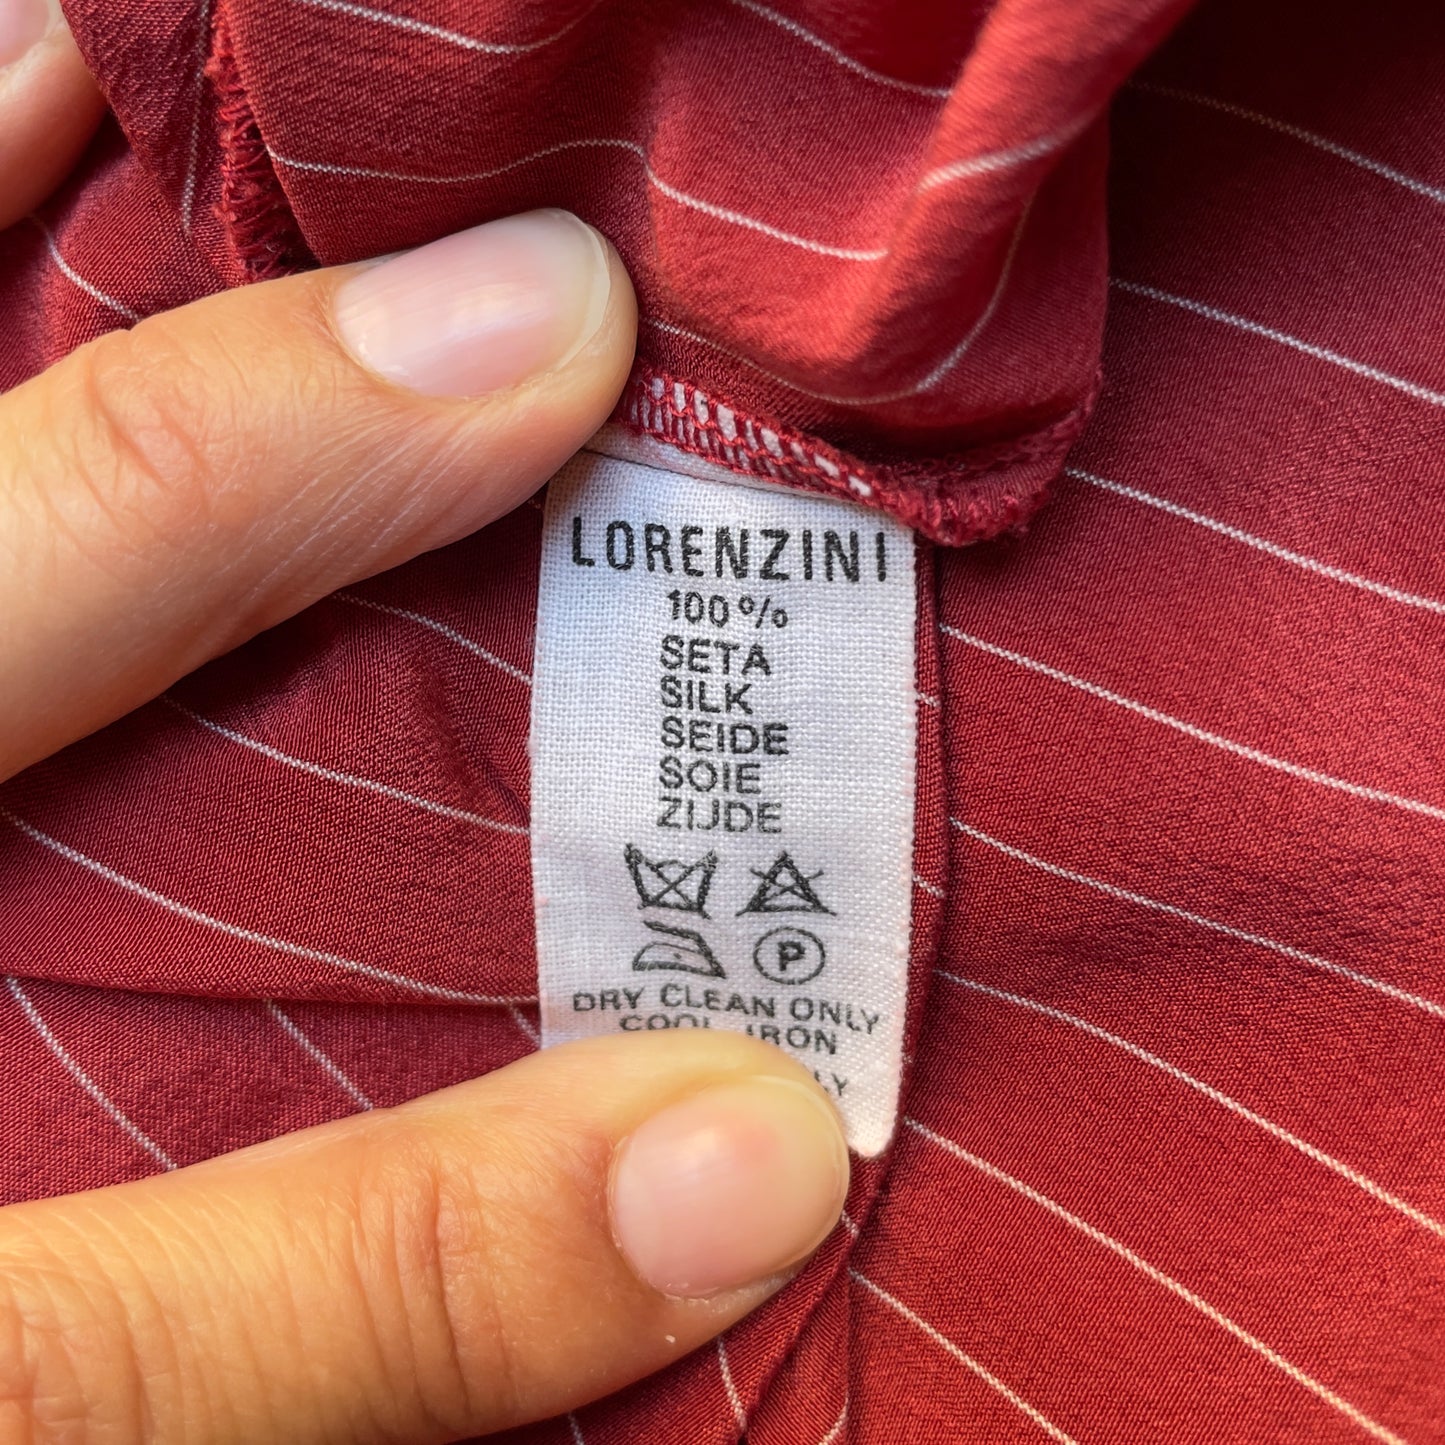 LORENZINI
100%
SETA
SILK
SEIDE
SOIE
ZIJDE
P
DRY CLEAN ONLY
COOL IRON